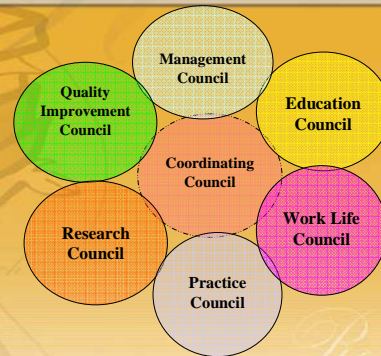 Management
Council
Quality
Improvement
Council
Education
Council
Coordinating
Council
Research
Council
Work Life
Council
Practice
Council